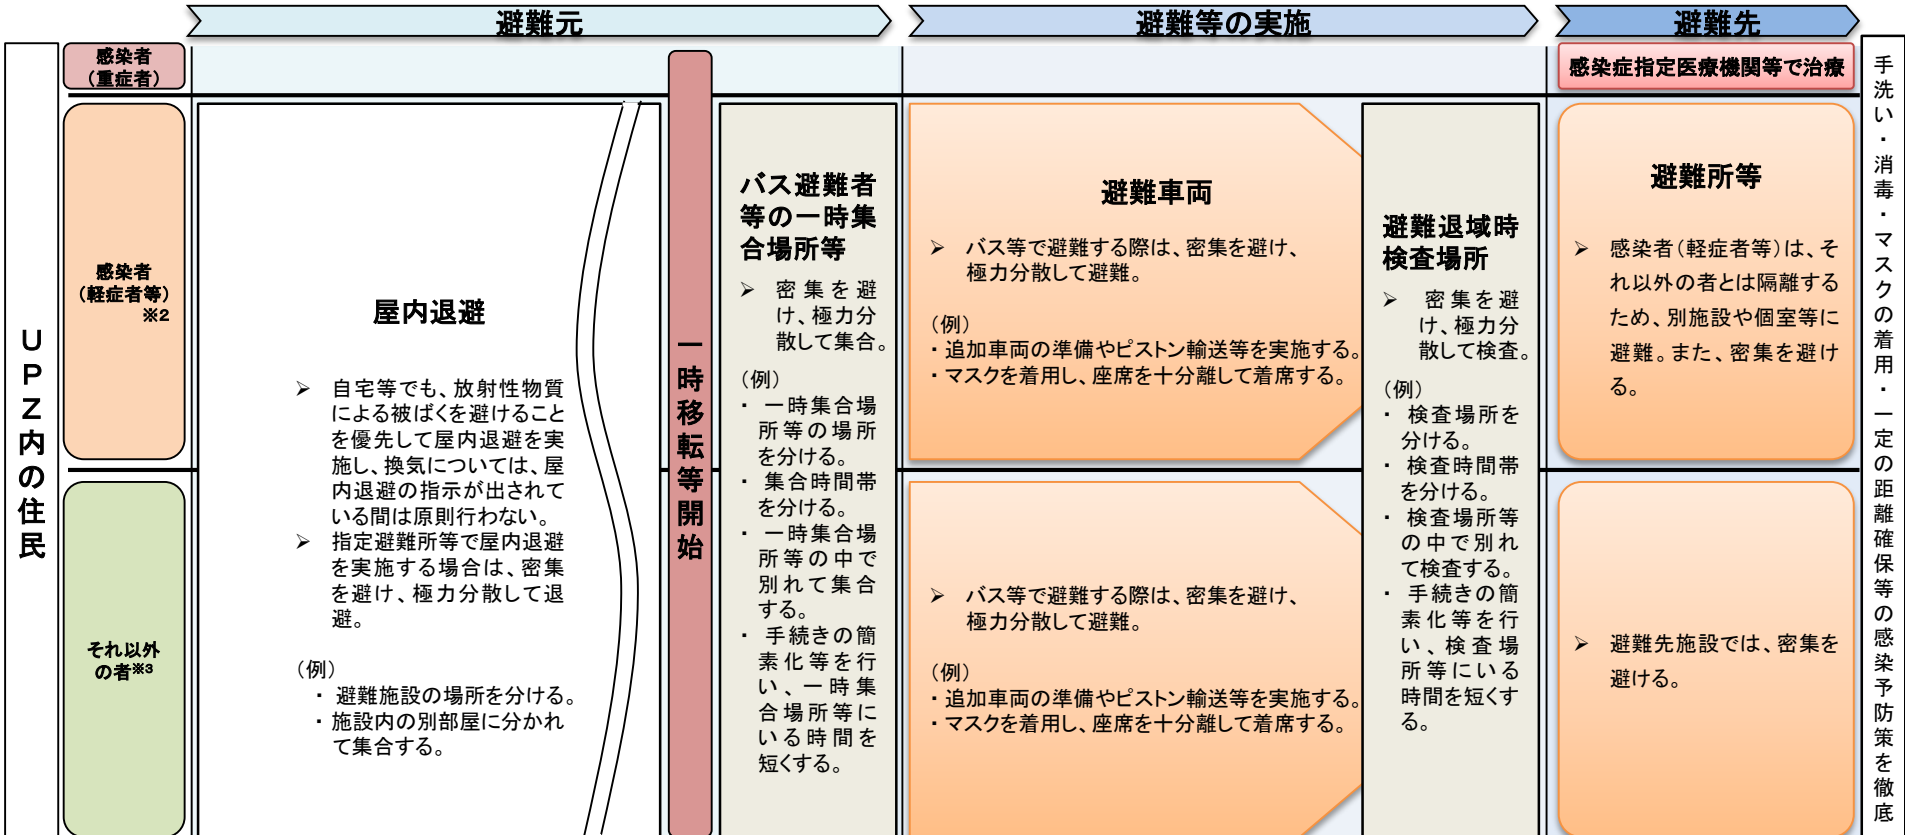 避難元
避難等の実施
避難先
UPZ内の住民
感染者
（重症者）
感染症指定医療機関等で治療
感染者
（軽症者等）
※2
それ以外
の者※3
屋内退避
➢ 自宅等でも、放射性物質
による被ばくを避けること
を優先して屋内退避を実
施し、換気については、屋
内退避の指示が出されて
いる間は原則行わない。
➢ 指定避難所等で屋内退避
を実施する場合は、密集
を避け、極力分散して退
避。
（例）
・ 避難施設の場所を分ける。
・施設内の別部屋に分かれ
て集合する。
一時移転等開始
バス避難者
等の一時集
合場所等
➢ 密集を避
け、極力分
散して集合。
（例）
・ 一時集合場
所等の場所
を分ける。
・ 集合時間帯
を分ける。
・ 一時集合場
所等の中で
別れて集合
する。
・ 手続きの簡
素化等を行
い、一時集
合場所等に
いる時間を
短くする。
避難車両
➢ バス等で避難する際は、密集を避け、
極力分散して避難。
（例）
・追加車両の準備やピストン輸送等を実施する。
・マスクを着用し、座席を十分離して着席する。
➢ バス等で避難する際は、密集を避け、
極力分散して避難。
（例）
・追加車両の準備やピストン輸送等を実施する。
・マスクを着用し、座席を十分離して着席する。
避難退域時
検査場所
➢ 密集を避
け、極力分
散して検査。
（例）
・ 検査場所を
分ける。
・ 検査時間帯
を分ける。
・ 検査場所等
の中で別れ
て検査する。
・ 手続きの簡
素化等を行
い、検査場
所等にいる
時間を短くす
る。
避難所等
➢ 感染者（軽症者等）は、そ
れ以外の者とは隔離する
ため、別施設や個室等に
避難。また、密集を避け
る。
➢ 避難先施設では、密集を
避ける。
手洗い・消毒・マスクの着用・一定の距離確保等の感染予防策を徹底